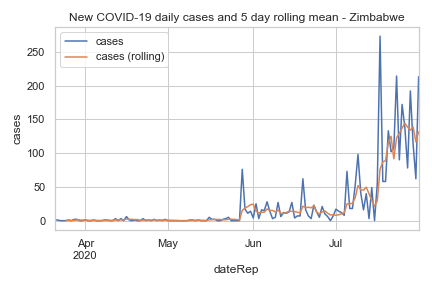 New COVID-19 daily cases and 5 day rolling mean - Zimbabwe
cases
cases (rolling)
250
200
150
100
50
0
cases
Apr
2020
May
Jun
Jul
dateRep